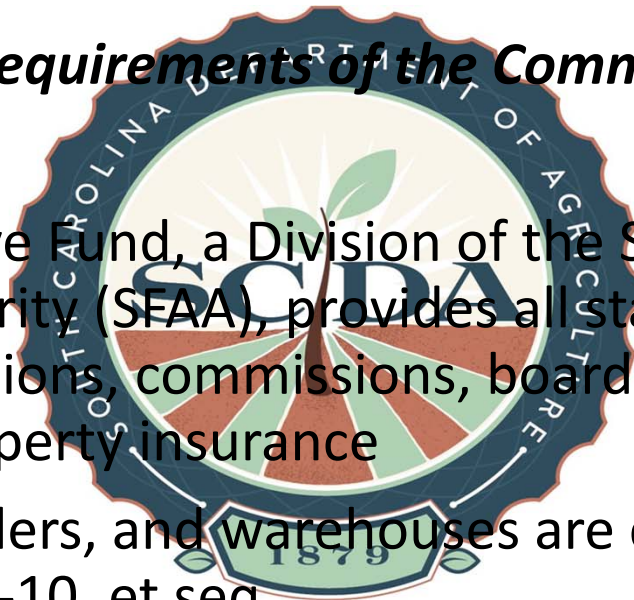 equirements of the Comm
SOUTH CAROLINA DEPARTMENT OF AGRICULTURE
e Fund, a Division of the S
SCDA
rity (SFAA), provides all sta
ions, commissions, board
perty insurance
lers, and warehouses are
1879
-10, et seq